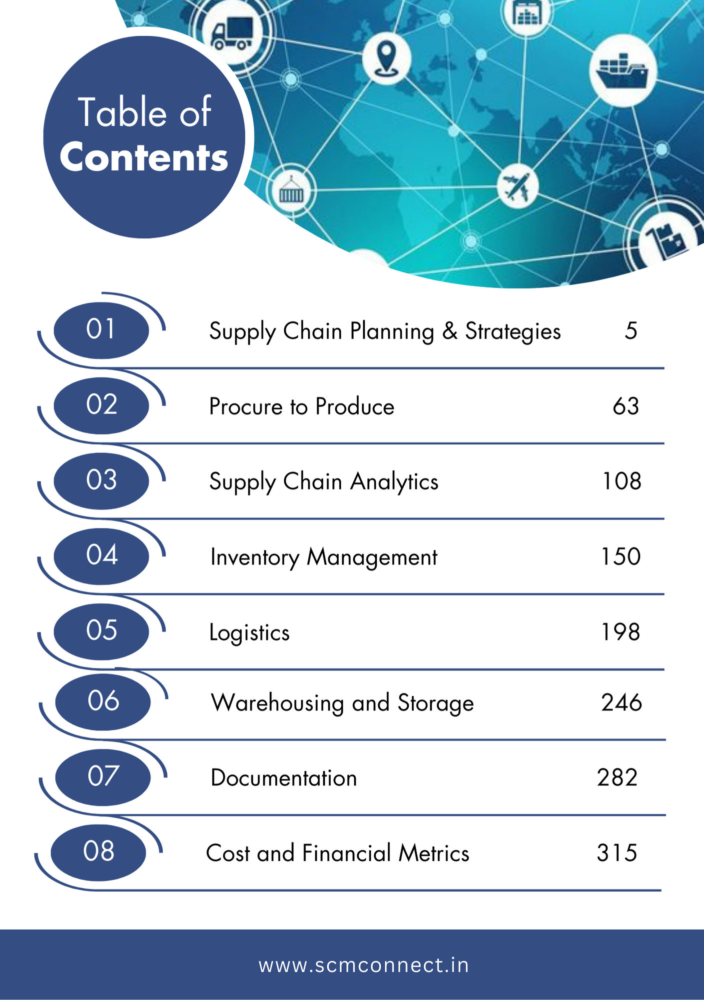 Table of
Contents
01 Supply Chain Planning & Strategies 5
02 Procure to Produce 63
03 Supply Chain Analytics 108
04 Inventory Management 150
05 Logistics 198
06 Warehousing and Storage 246
07 Documentation 282
08 Cost and Financial Metrics 315
www.scmconnect.in